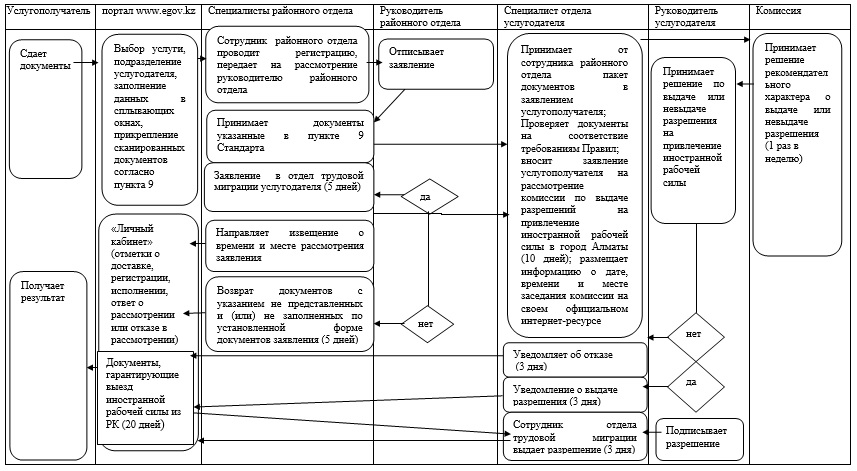 Услугополучатель
портал www.egov.kz
Специалисты районного отдела
Руководитель
районного отдела
Специалист отдела
услугодателя
Руководитель
услугодателя
Комиссия
Сдает
документы
Выбор услуги,
подразделение
услугодателя,
заполнение
данных в
сплывающих
окнах,
прикрепление
сканированных
документов
согласно
пункта 9
Сотрудник районного отдела
проводит регистрацию,
передает на рассмотрение
руководителю районного
отдела
Отписывает
заявление
Принимает от
сотрудника районного
отдела пакет
документов в
заявлением
услугополучателя;
Проверяет документы
на соответствие
требованиям Правил;
вносит заявление
услугополучателя на
рассмотрение
комиссии по выдаче
разрешений на
привлечение
иностранной рабочей
силы в город Алматы
(10 дней); размещает
информацию о дате,
времени и месте
заседания комиссии на
своем официальном
интернет-ресурсе
Принимает
решение по
выдаче или
невыдаче
разрешения
на
привлечение
иностранной
рабочей
силы
Принимает
решение
рекомендател
ьного
характера о
выдаче или
невыдаче
разрешения
(1 раз в
неделю)
Принимает документы
указанные в пункте 9
Стандарта
Заявление в отдел трудовой
миграции услугодателя (5 дней)
да
Направляет извещение о
времени и месте рассмотрения
заявления
«Личный
кабинет»
(отметки о
доставке,
регистрации,
исполнении,
ответ о
рассмотрении
или отказе в
рассмотрении)
Возврат документов с
указанием не представленных
и (или) не заполненных по
установленной форме
документов заявления (5 дней)
нет
нет
Получает
результат
Документы,
гарантирующие
выезд
иностранной
рабочей силы из
РК (20 дней)
Уведомляет об отказе
(3 дня)
да
Уведомление о выдаче
разрешения (3 дня)
Сотрудник отдела
трудовой миграции
выдает разрешение (3 дня)
Подписывает
разрешение